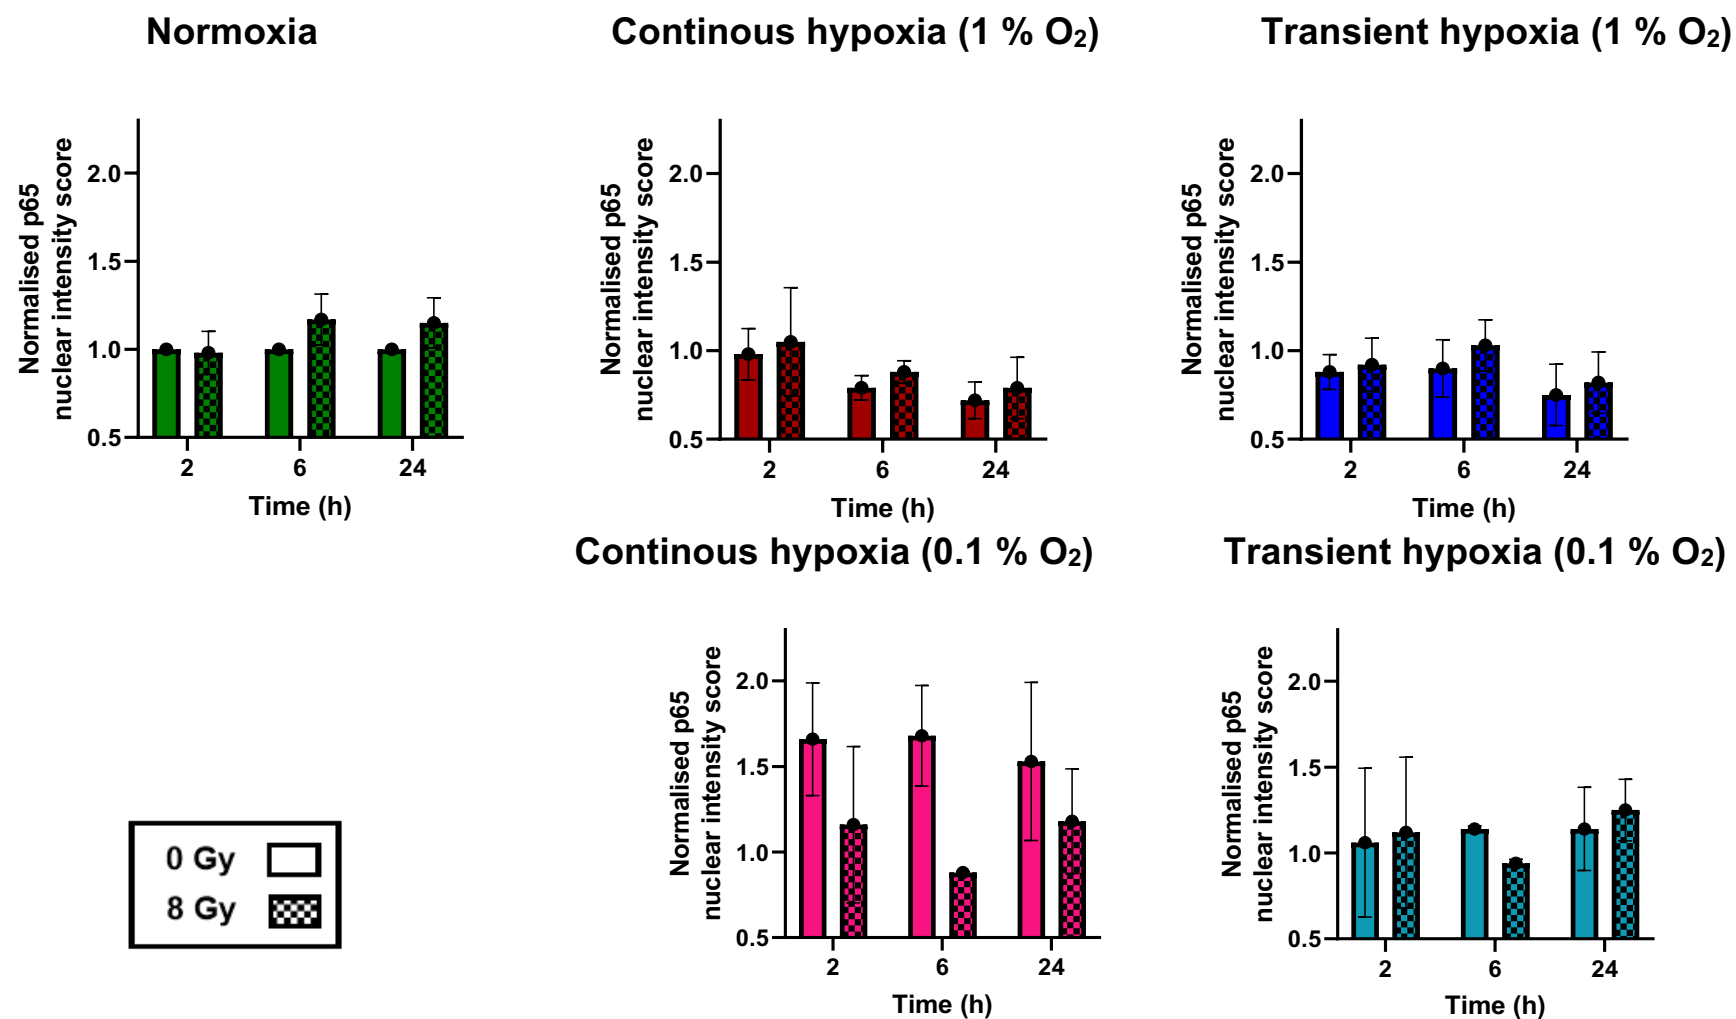 Normoxia
Continous hypoxia (1 % O₂)
Transient hypoxia (1 % O₂)
Normalised p65
nuclear intensity score
2.0
1.5
1.0
0.5
2 6 24
Time (h)
Normalised p65
nuclear intensity score
2.0
1.5
1.0
0.5
2 6 24
Time (h)
Normalised p65
nuclear intensity score
2.0
1.5
1.0
0.5
2 6 24
Time (h)
Continous hypoxia (0.1 % O₂)
Transient hypoxia (0.1 % O₂)
Normalised p65
nuclear intensity score
2.0
1.5
1.0
0.5
2 6 24
Time (h)
Normalised p65
nuclear intensity score
2.0
1.5
1.0
0.5
2 6 24
Time (h)
0 Gy
8 Gy